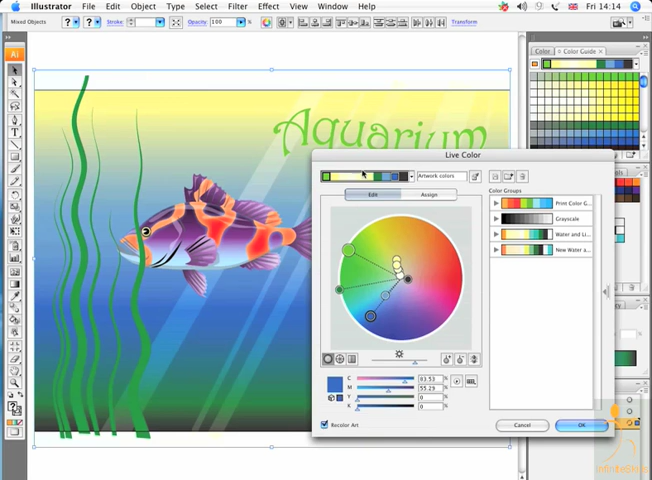 Illustrator File Edit Object Type Select Filter Effect View Window Help Fri 14:14
Mixed Objects Stroke: Opacity: 100 % Transform
Ai
Color Color Guide
Aquarium
Live Color
Artwork colors
Edit Assign
Color Groups
Print Color G...
Grayscale
Water and Li...
New Water a...
C 83.53 %
M 55.29 %
Y 0 %
K 0 %
Recolor Art
Cancel OK
InfiniteSkills